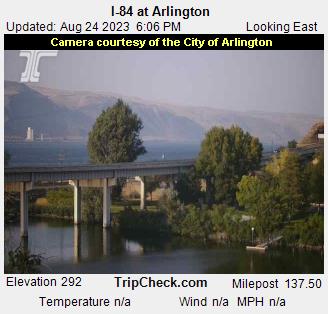 I-84 at Arlington
Updated: Aug 24 2023 6:06 PM Looking East
Camera courtesy of the City of Arlington
Elevation 292 TripCheck.com Milepost 137.50
Temperature n/a Wind n/a MPH n/a